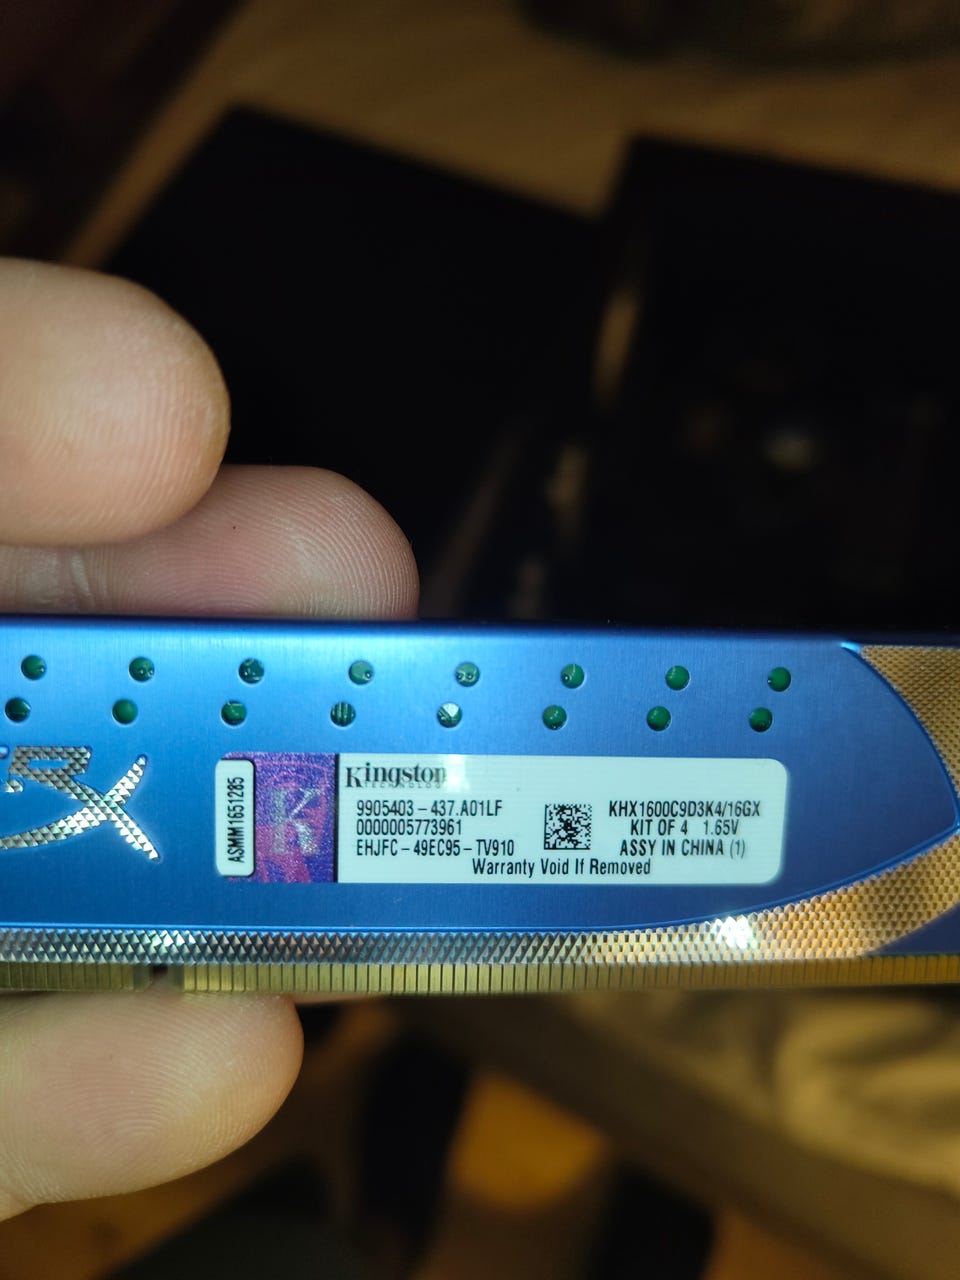 ASMM1651285
Kingston
TECHNOLOGY
9905403-437.A01LF
0000005773961
EHJFC-49EC95-TV910
KHX1600C9D3K4/16GX
KIT OF 4 1.65V
ASSY IN CHINA (1)
Warranty Void If Removed